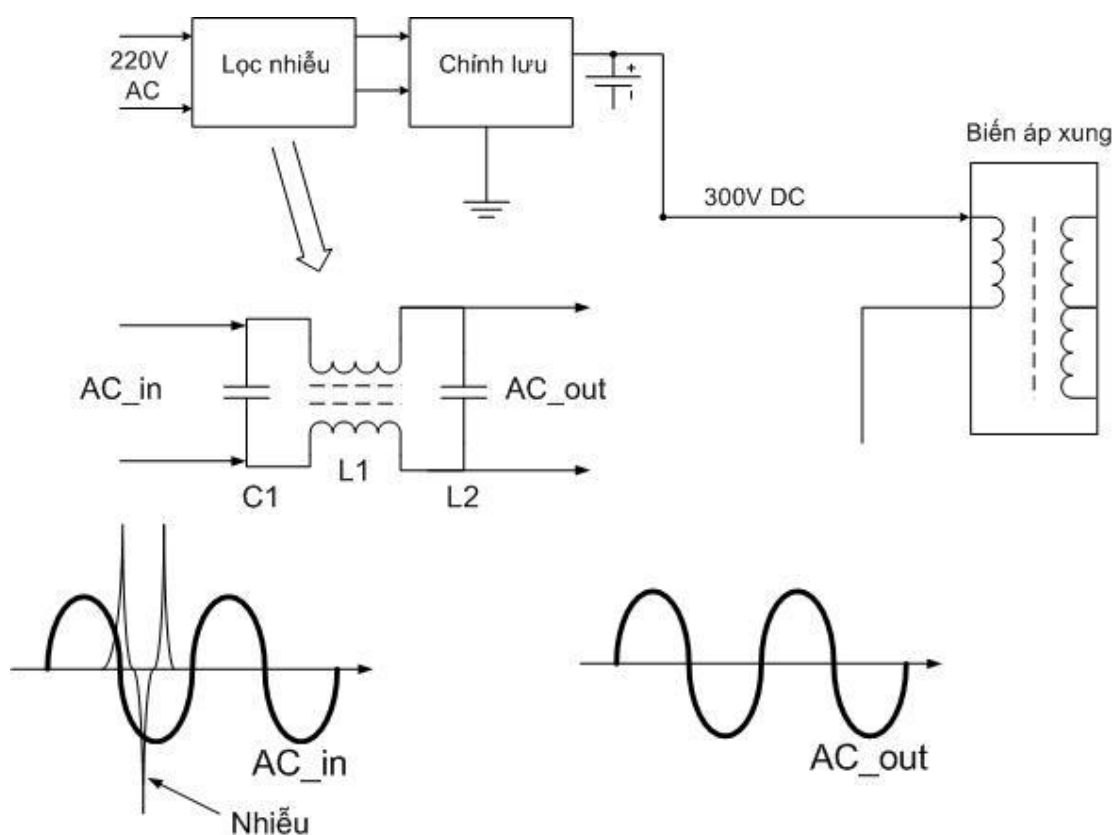 220V
AC
Lọc nhiễu
Chỉnh lưu
+
-
Biến áp xung
300V DC
AC_in
AC_out
L1
C1
L2
AC_in
Nhiễu
AC_out